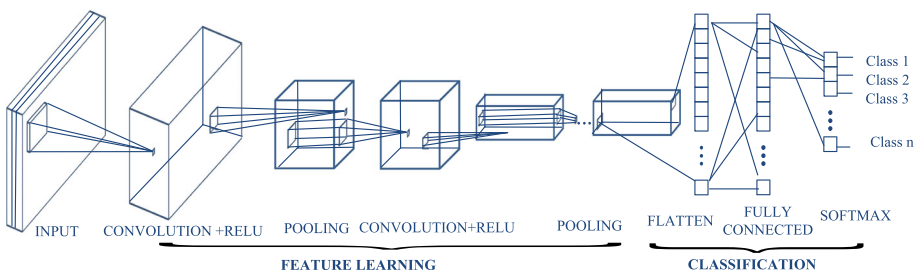 Class 1
Class 2
Class 3
Class n
INPUT
CONVOLUTION +RELU
POOLING
CONVOLUTION+RELU
POOLING
FLATTEN
FULLY
CONNECTED
SOFTMAX
FEATURE LEARNING
CLASSIFICATION